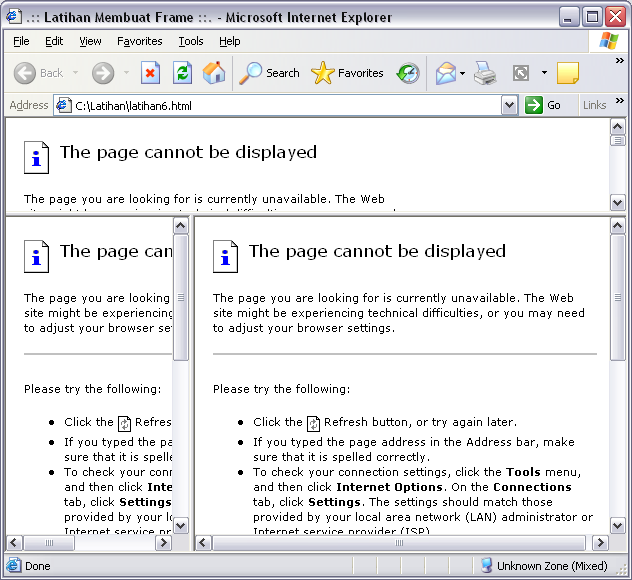 .:: Latihan Membuat Frame ::. - Microsoft Internet Explorer
File Edit View Favorites Tools Help
Back Search Favorites
Address C:\Latihan\latihan6.html Go Links
The page cannot be displayed
The page you are looking for is currently unavailable. The Web
The page can
The page you are looking
site might be experiencing
to adjust your browser set
Please try the following:
Click the Refres
If you typed the pa
sure that it is spelle
To check your conn
and then click Inte
tab, click Settings
provided by your lo
Internet service pr
The page cannot be displayed
The page you are looking for is currently unavailable. The Web
site might be experiencing technical difficulties, or you may need
to adjust your browser settings.
Please try the following:
Click the Refresh button, or try again later.
If you typed the page address in the Address bar, make
sure that it is spelled correctly.
To check your connection settings, click the Tools menu,
and then click Internet Options. On the Connections
tab, click Settings. The settings should match those
provided by your local area network (LAN) administrator or
Internet service provider (ISP).
Done Unknown Zone (Mixed)